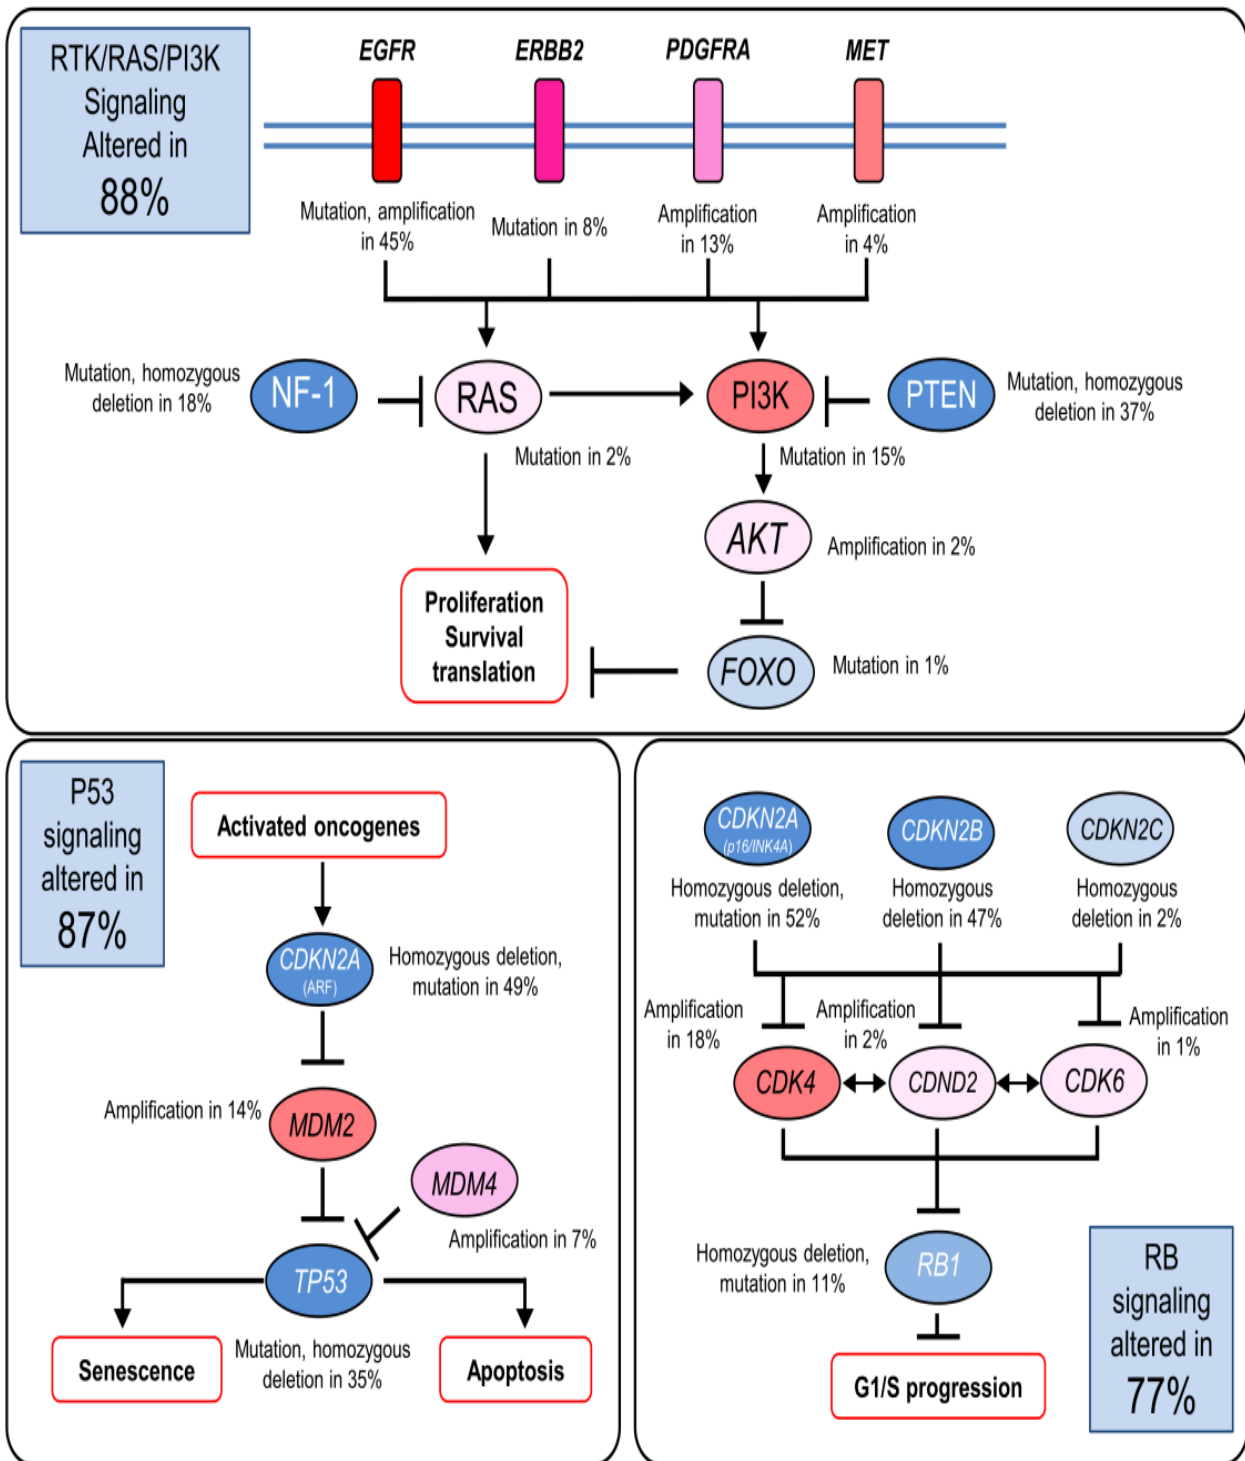 RTK/RAS/PI3K
Signaling
Altered in
88%
EGFR
ERBB2
PDGFRA
MET
Mutation, amplification
in 45%
Mutation in 8%
Amplification
in 13%
Amplification
in 4%
Mutation, homozygous
deletion in 18%
NF-1
RAS
PI3K
PTEN
Mutation, homozygous
deletion in 37%
Mutation in 2%
Mutation in 15%
AKT
Amplification in 2%
Proliferation
Survival
translation
FOXO
Mutation in 1%
P53
signaling
altered in
87%
Activated oncogenes
CDKN2A
(ARF)
Homozygous deletion,
mutation in 49%
Amplification in 14%
MDM2
MDM4
Amplification in 7%
TP53
Senescence
Mutation, homozygous
deletion in 35%
Apoptosis
CDKN2A
(p16/INK4A)
CDKN2B
CDKN2C
Homozygous deletion,
mutation in 52%
Homozygous
deletion in 47%
Homozygous
deletion in 2%
Amplification
in 18%
Amplification
in 2%
Amplification
in 1%
CDK4
CDND2
CDK6
Homozygous deletion,
mutation in 11%
RB1
G1/S progression
RB
signaling
altered in
77%